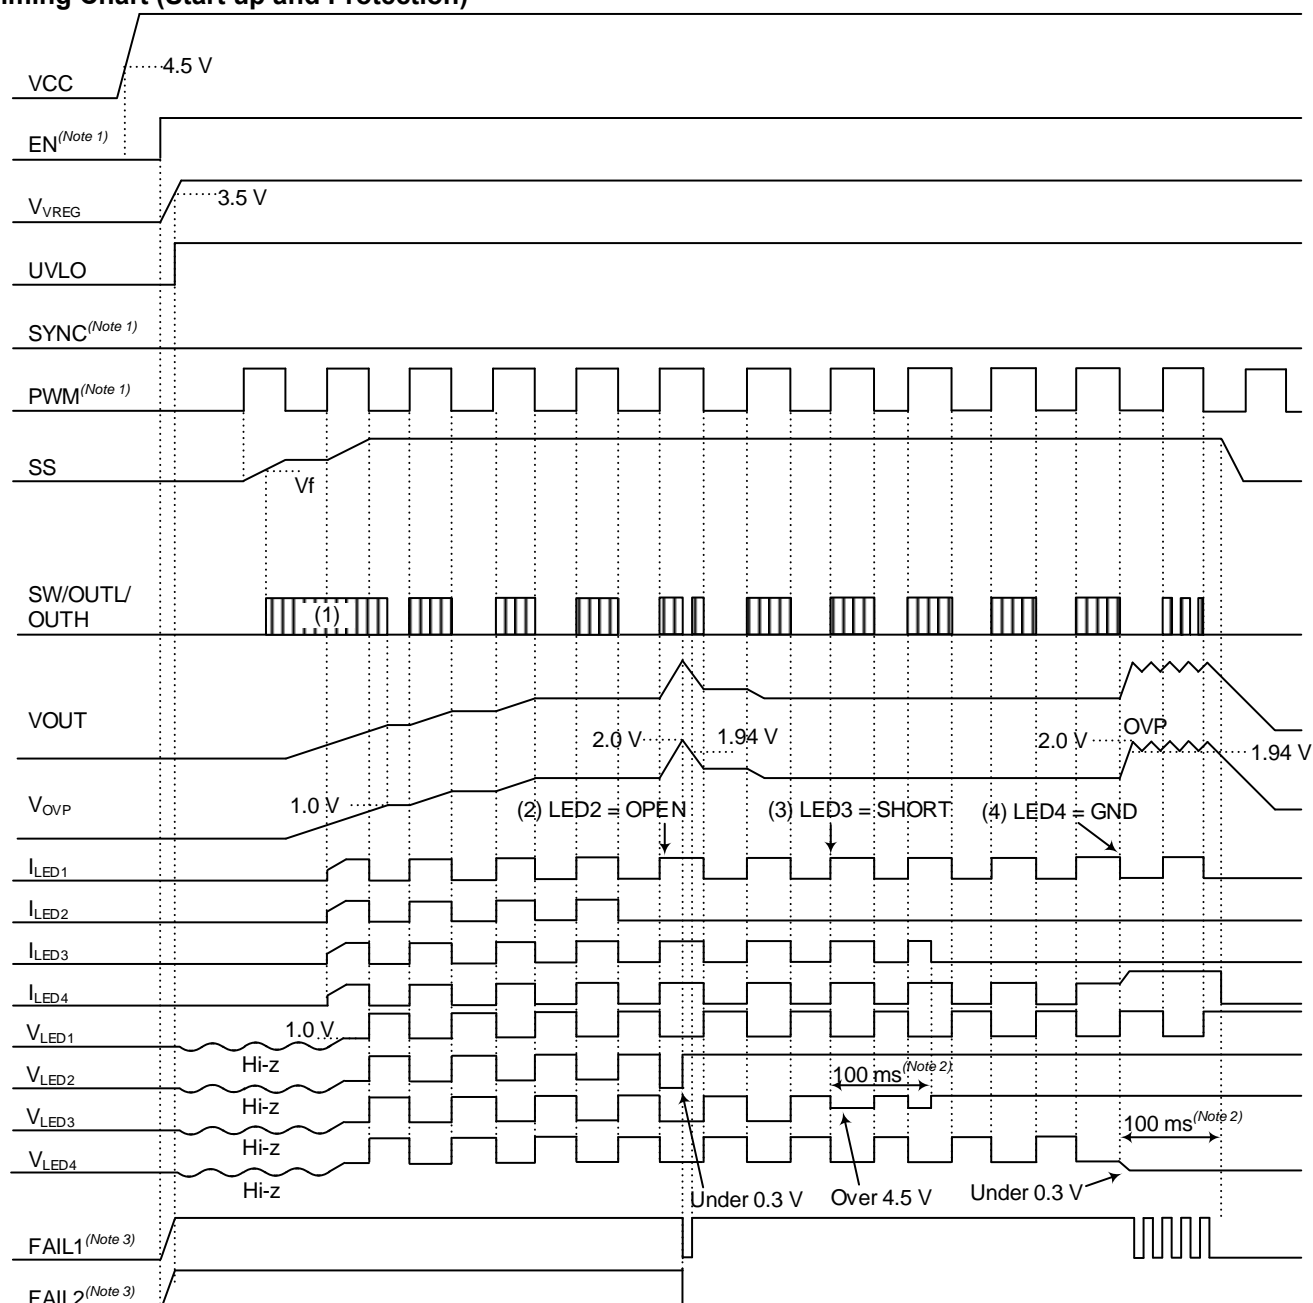 Timing Chart (Start up and Protection)
4.5 V
VCC
EN(Note 1)
3.5 V
VVREG
UVLO
SYNC(Note 1)
PWM(Note 1)
SS
Vf
SW/OUTL/
OUTH
(1)
VOUT
2.0 V
1.94 V
OVP
2.0 V
1.94 V
VOVP
1.0 V
(2) LED2 = OPEN
(3) LED3 = SHORT
(4) LED4 = GND
ILED1
ILED2
ILED3
ILED4
VLED1
1.0 V
Hi-z
VLED2
100 ms(Note 2)
Hi-z
VLED3
100 ms(Note 2)
Hi-z
VLED4
Hi-z
Under 0.3 V
Over 4.5 V
Under 0.3 V
FAIL1(Note 3)
FAIL2(Note 3)